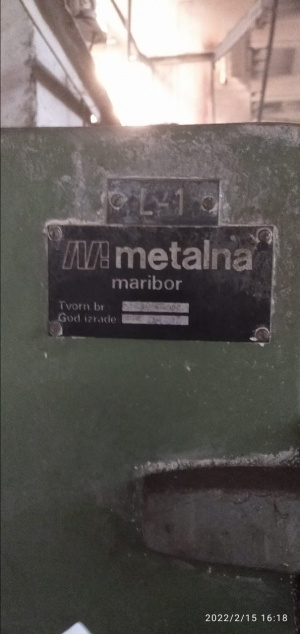 L-1
metalna
maribor
Tvorn br.:
God.izrade:
2022/2/15 16:18